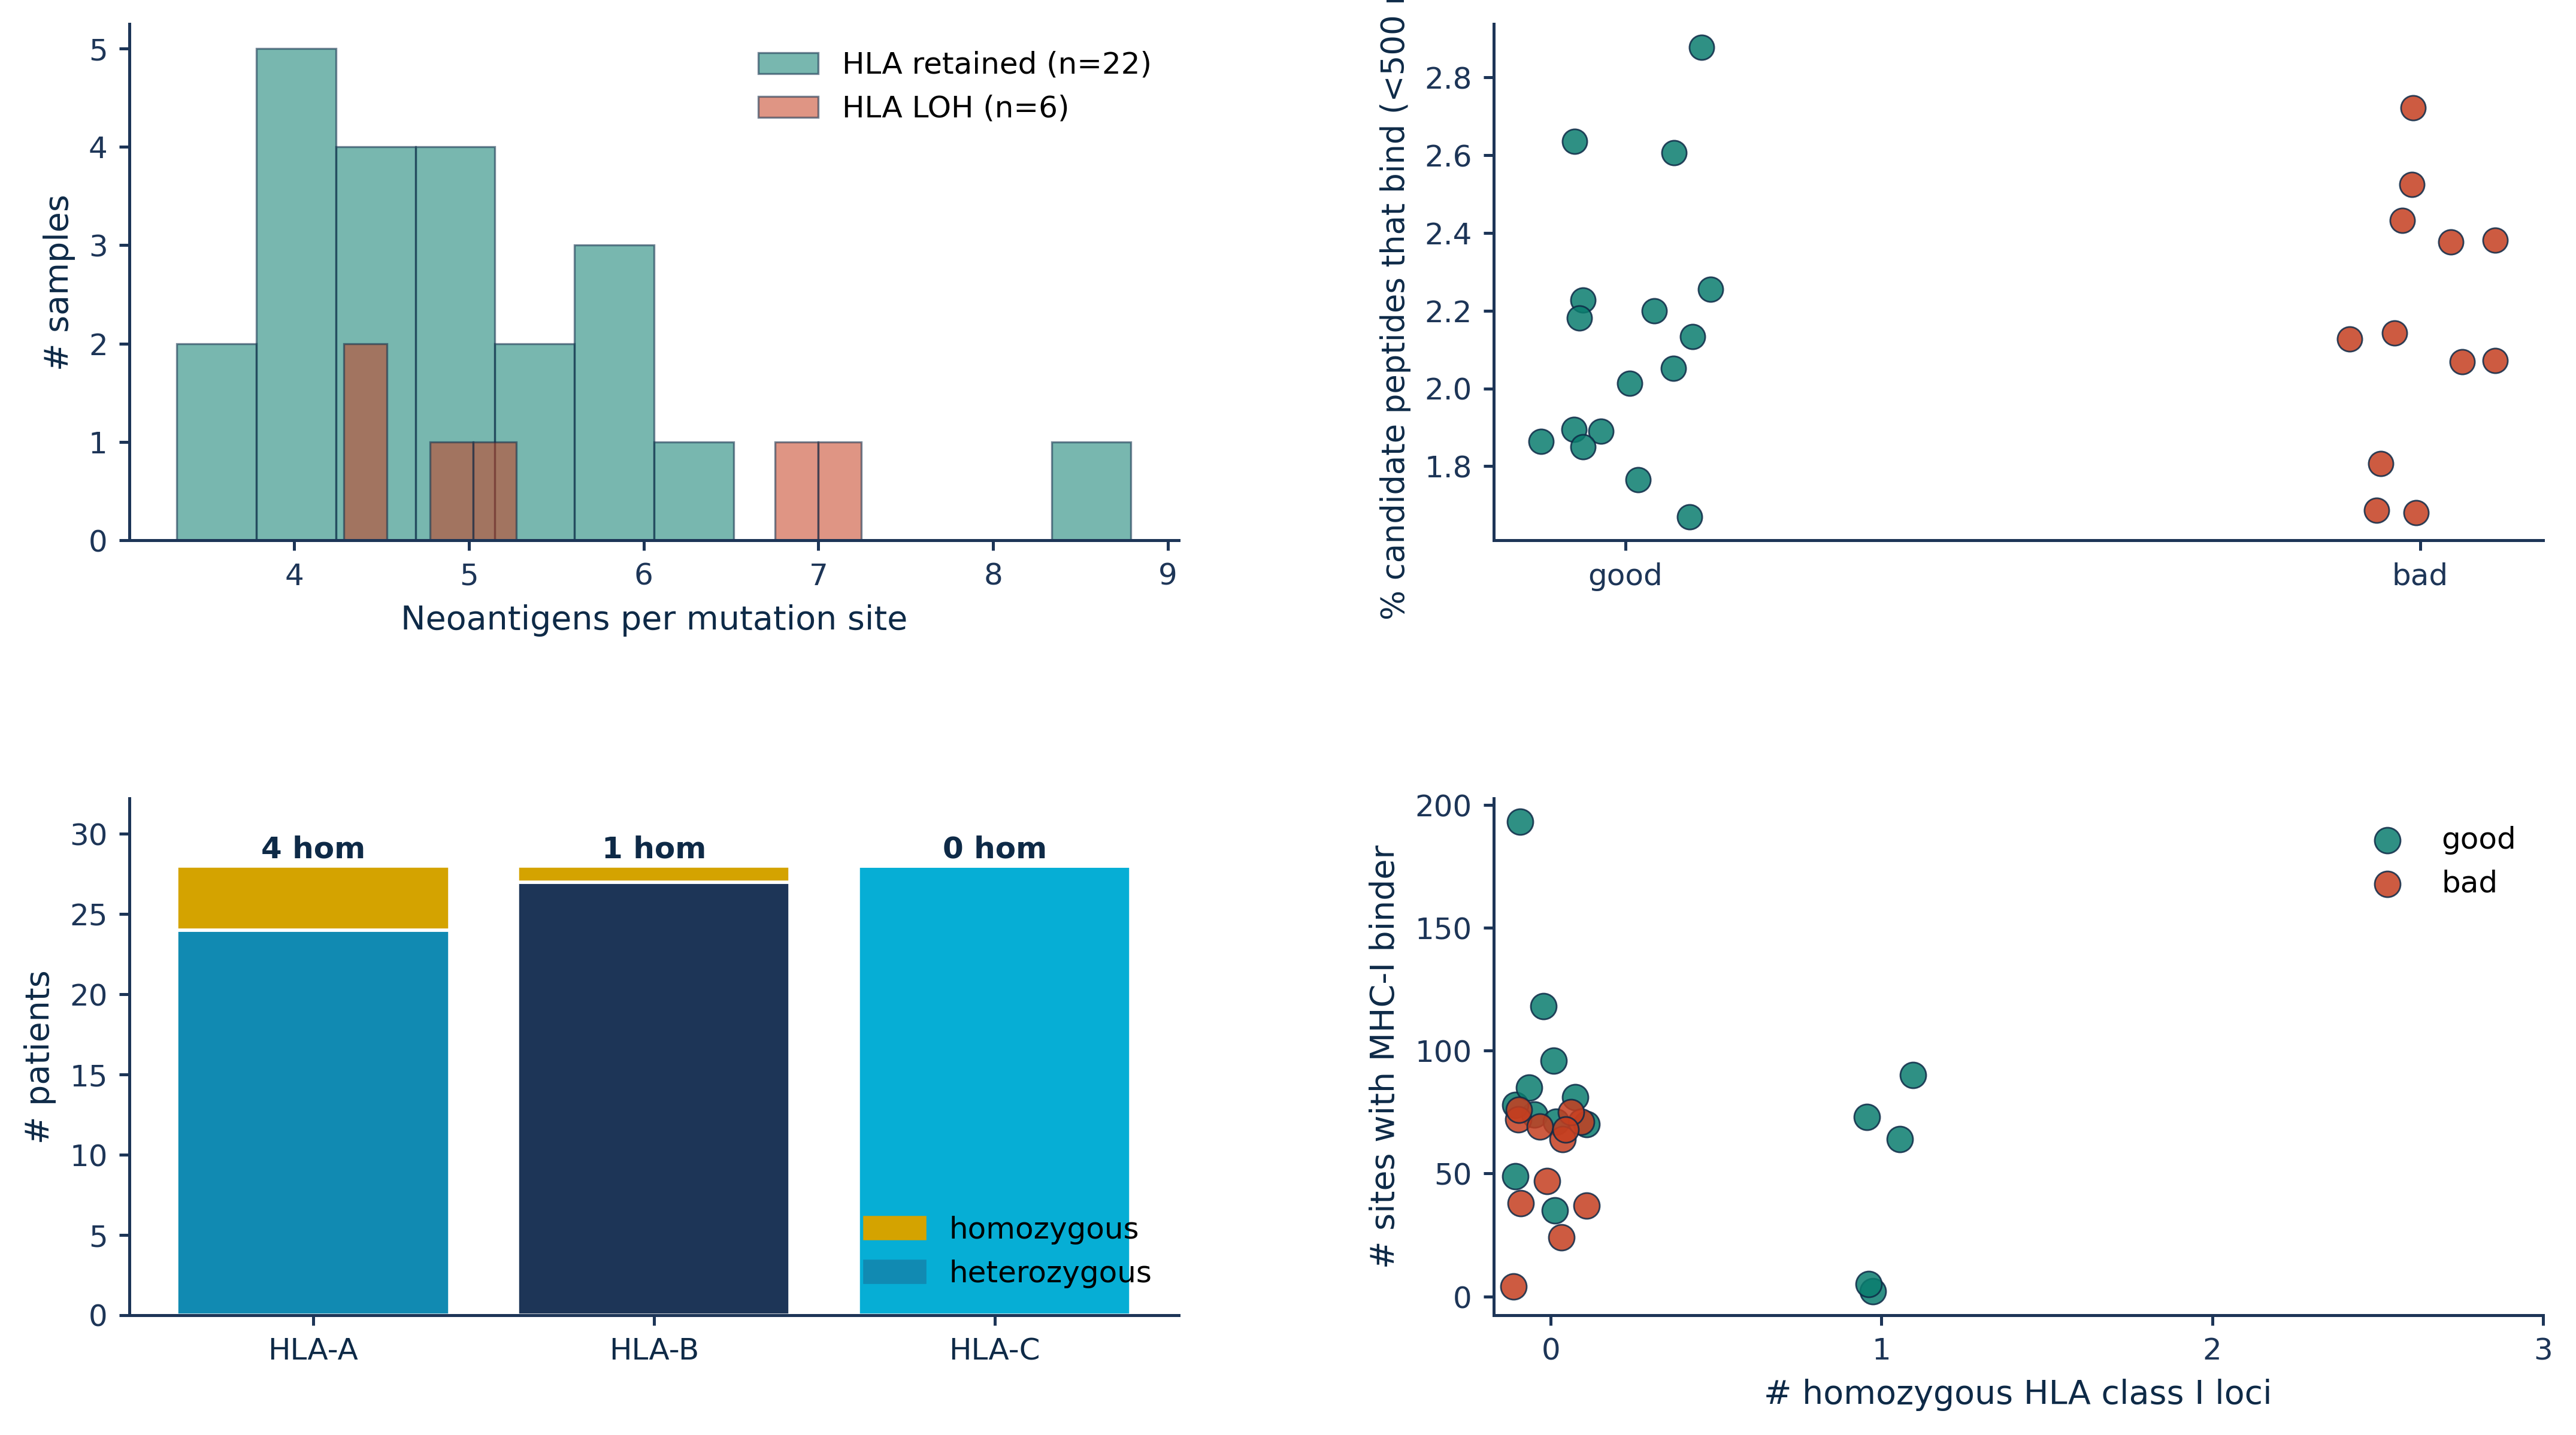 5
4
3
2
1
0
# samples
HLA retained (n=22)
HLA LOH (n=6)
4 5 6 7 8 9
Neoantigens per mutation site
% candidate peptides that bind (<500
2.8
2.6
2.4
2.2
2.0
1.8
good bad
30
25
20
15
10
5
0
# patients
4 hom 1 hom 0 hom
homozygous
heterozygous
HLA-A HLA-B HLA-C
200
150
100
50
0
# sites with MHC-I binder
good
bad
0 1 2 3
# homozygous HLA class I loci